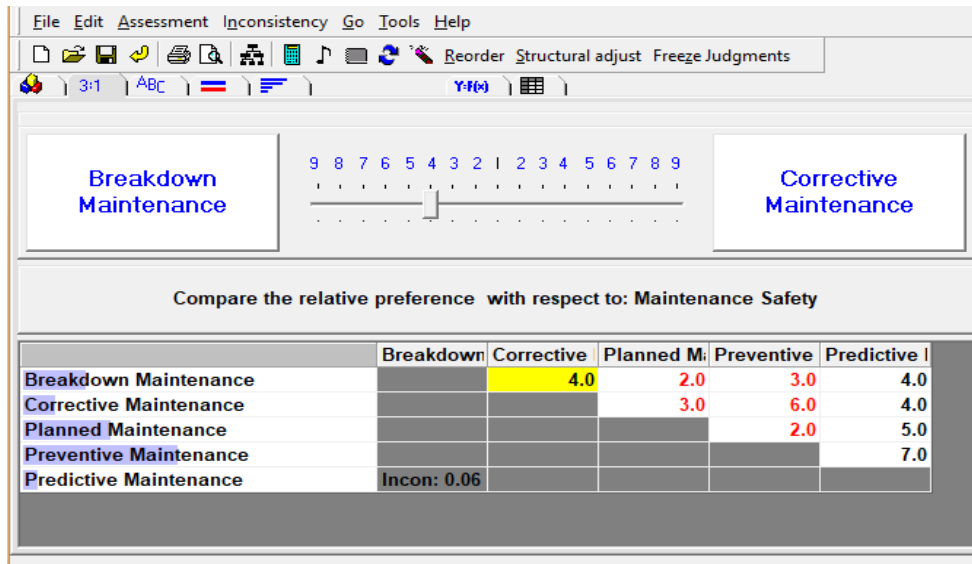 File Edit Assessment Inconsistency Go Tools Help
Reorder Structural adjust Freeze Judgments
3:1 ABC Y=F(x)
9 8 7 6 5 4 3 2 1 2 3 4 5 6 7 8 9
Breakdown Maintenance
Corrective Maintenance
Compare the relative preference with respect to: Maintenance Safety
Breakdown Corrective Planned Preventive Predictive
Breakdown Maintenance 4.0 2.0 3.0 4.0
Corrective Maintenance 3.0 6.0 4.0
Planned Maintenance 2.0 5.0
Preventive Maintenance 7.0
Predictive Maintenance Incon: 0.06